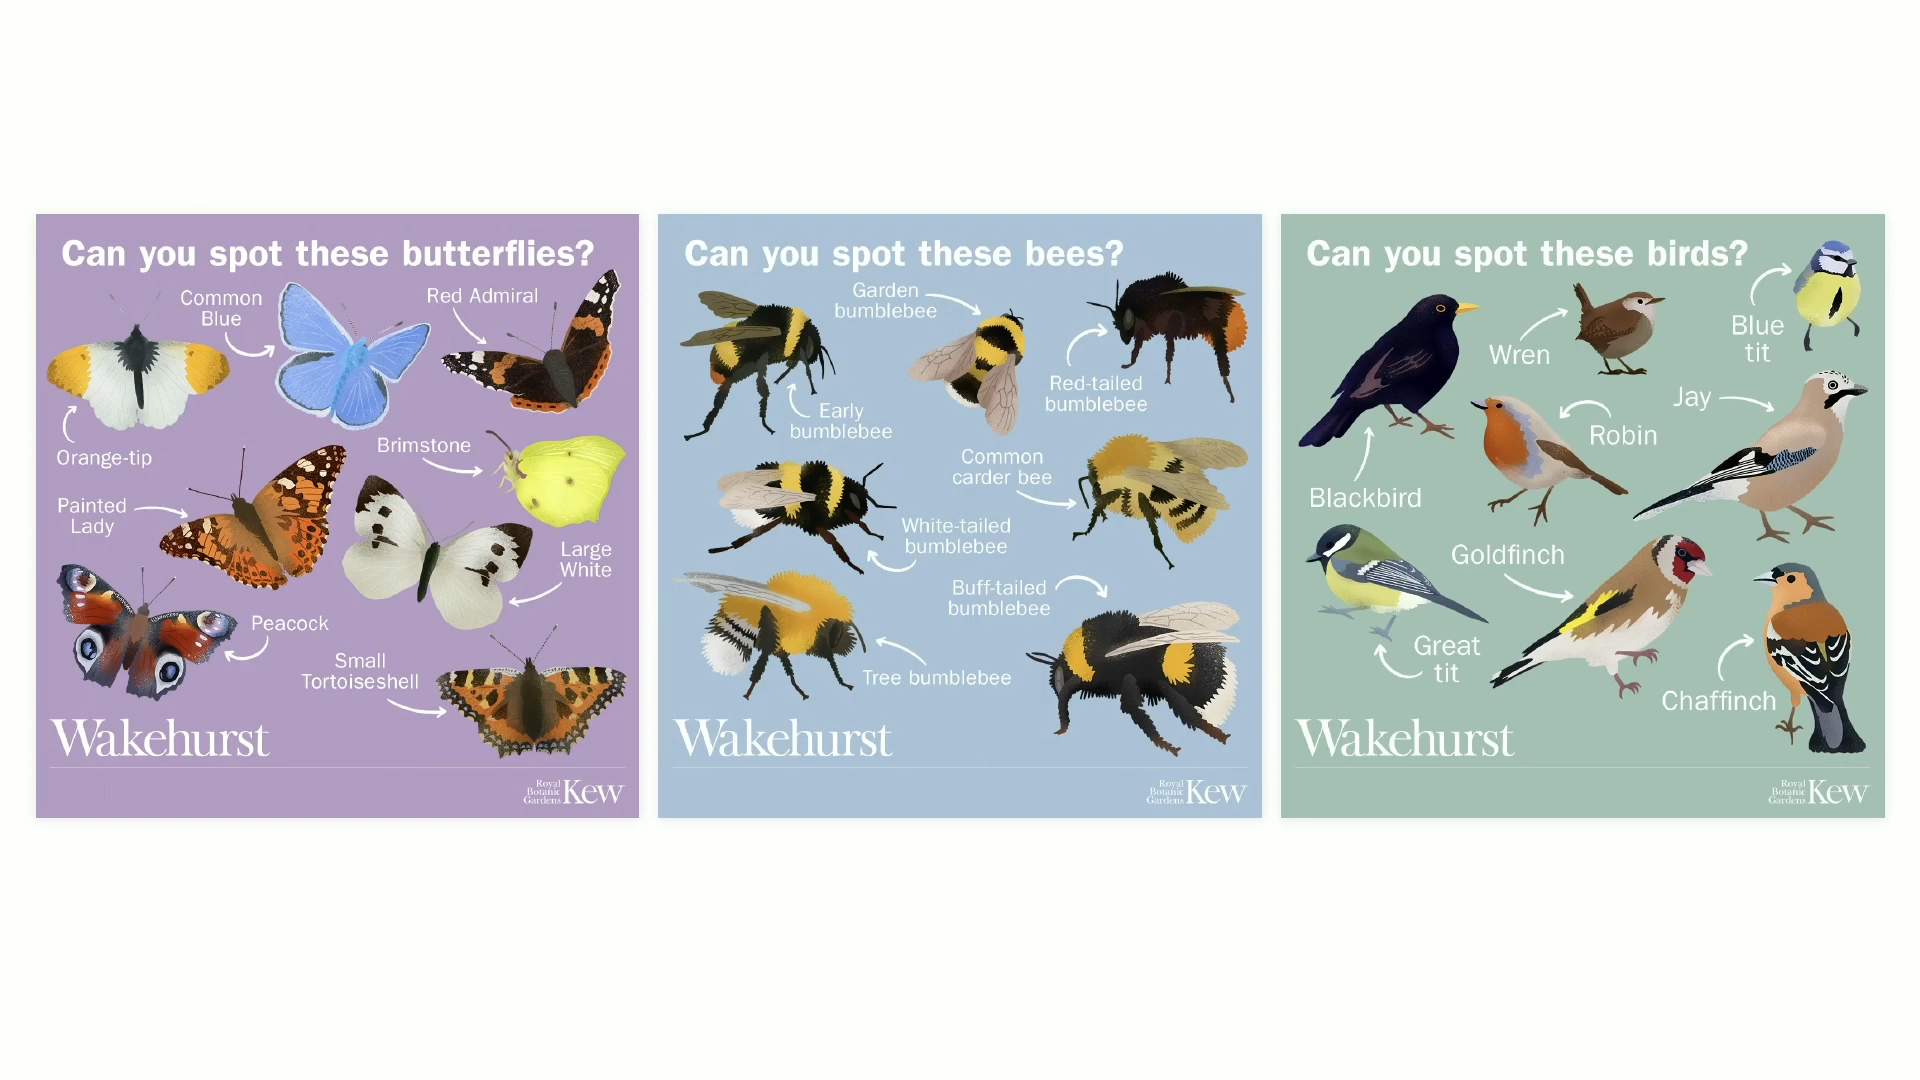 Can you spot these butterflies?
Common
Blue
Red Admiral
Orange-tip
Brimstone
Painted
Lady
Large
White
Peacock
Small
Tortoiseshell
Wakehurst
Royal
Botanic
Gardens
Kew
Can you spot these bees?
Garden
bumblebee
Early
bumblebee
Red-tailed
bumblebee
Common
carder bee
White-tailed
bumblebee
Buff-tailed
bumblebee
Tree bumblebee
Wakehurst
Royal
Botanic
Gardens
Kew
Can you spot these birds?
Wren
Blue
tit
Jay
Robin
Blackbird
Goldfinch
Great
tit
Chaffinch
Wakehurst
Royal
Botanic
Gardens
Kew